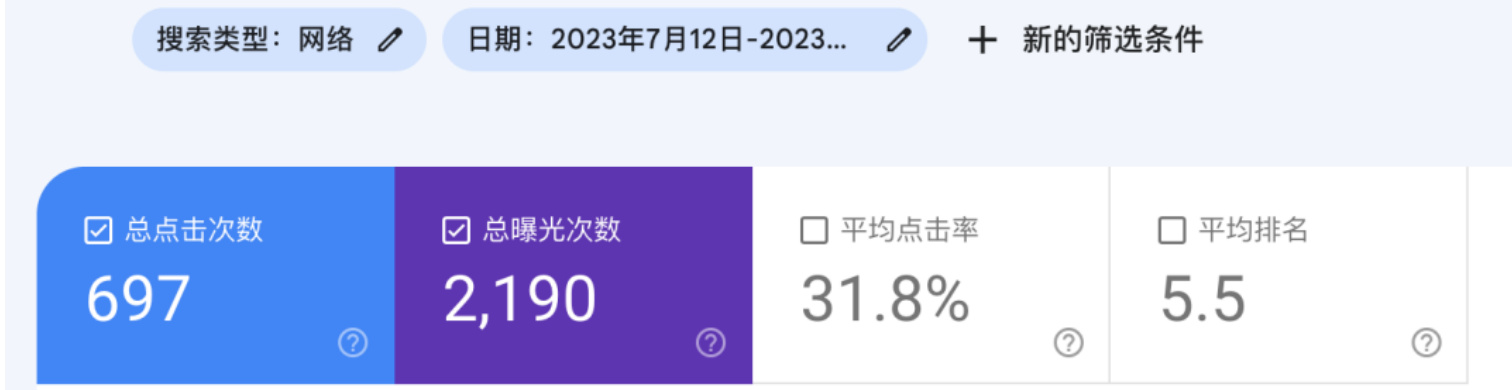 搜索类型：网络 日期：2023年7月12日-2023... + 新的筛选条件
总点击次数 总曝光次数 平均点击率 平均排名
697 2,190 31.8% 5.5